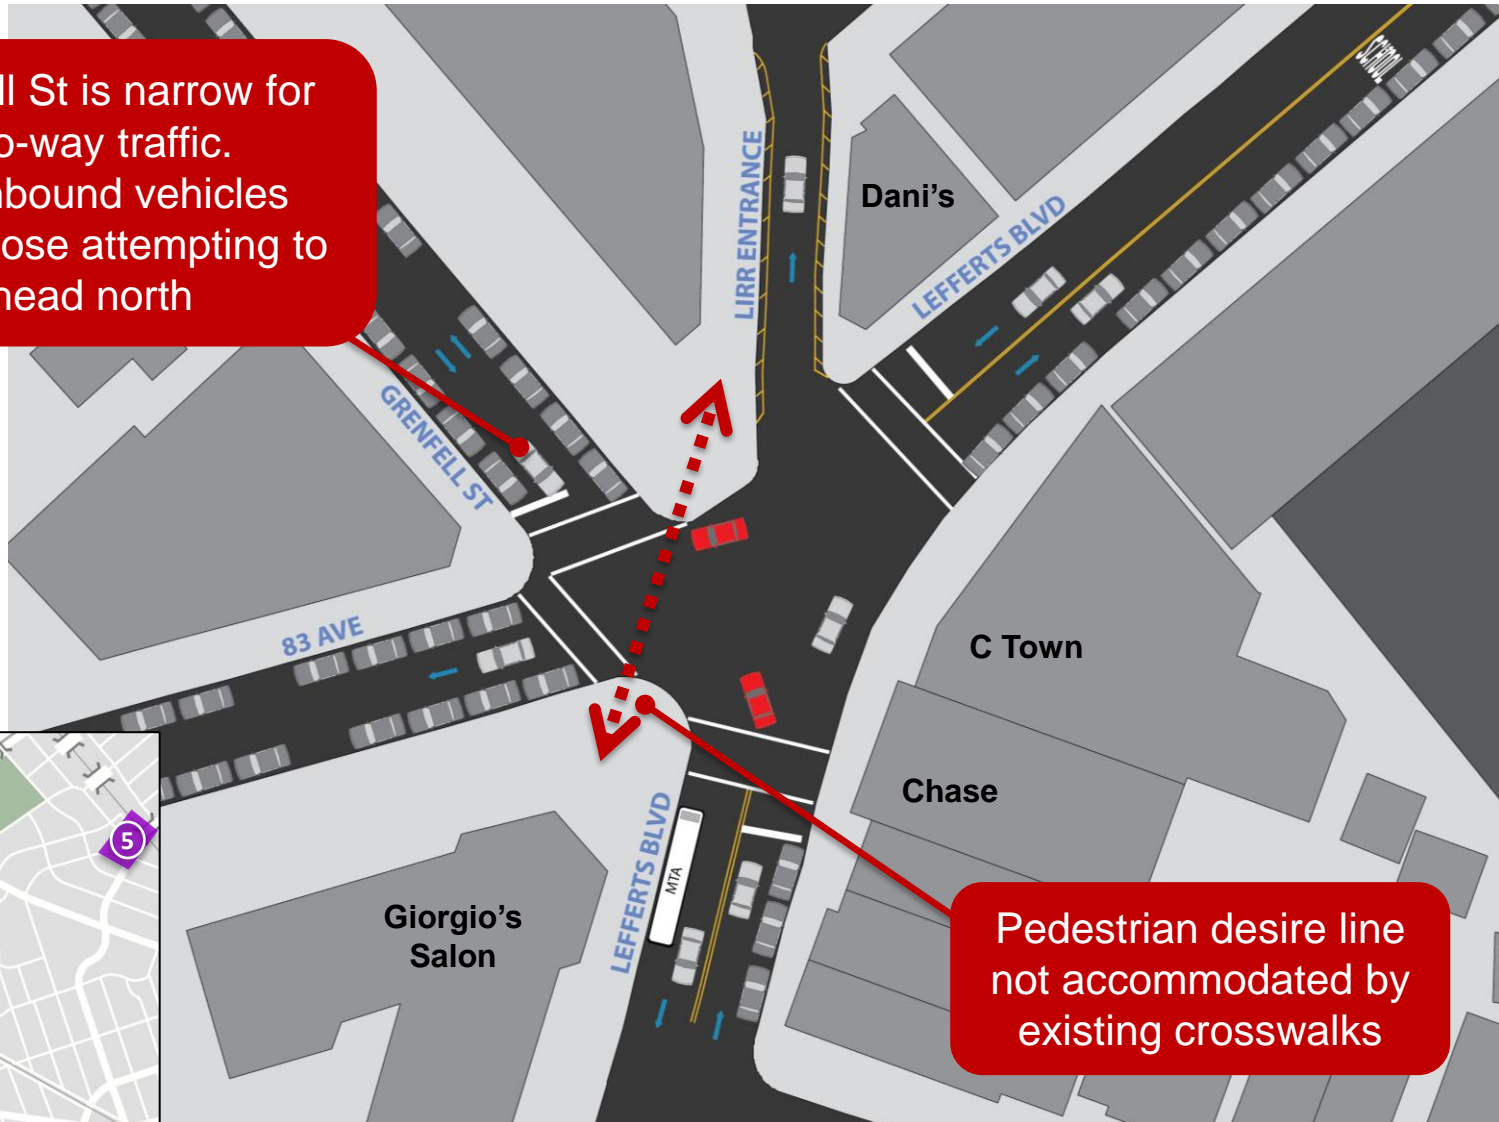 ll St is narrow for
o-way traffic.
nbound vehicles
ose attempting to
head north
SCHOOL
LIRR ENTRANCE
Dani's
LEFFERTS BLVD
GRENFELL ST
83 AVE
C Town
Chase
5
LEFFERTS BLVD
MTA
Giorgio's
Salon
Pedestrian desire line
not accommodated by
existing crosswalks